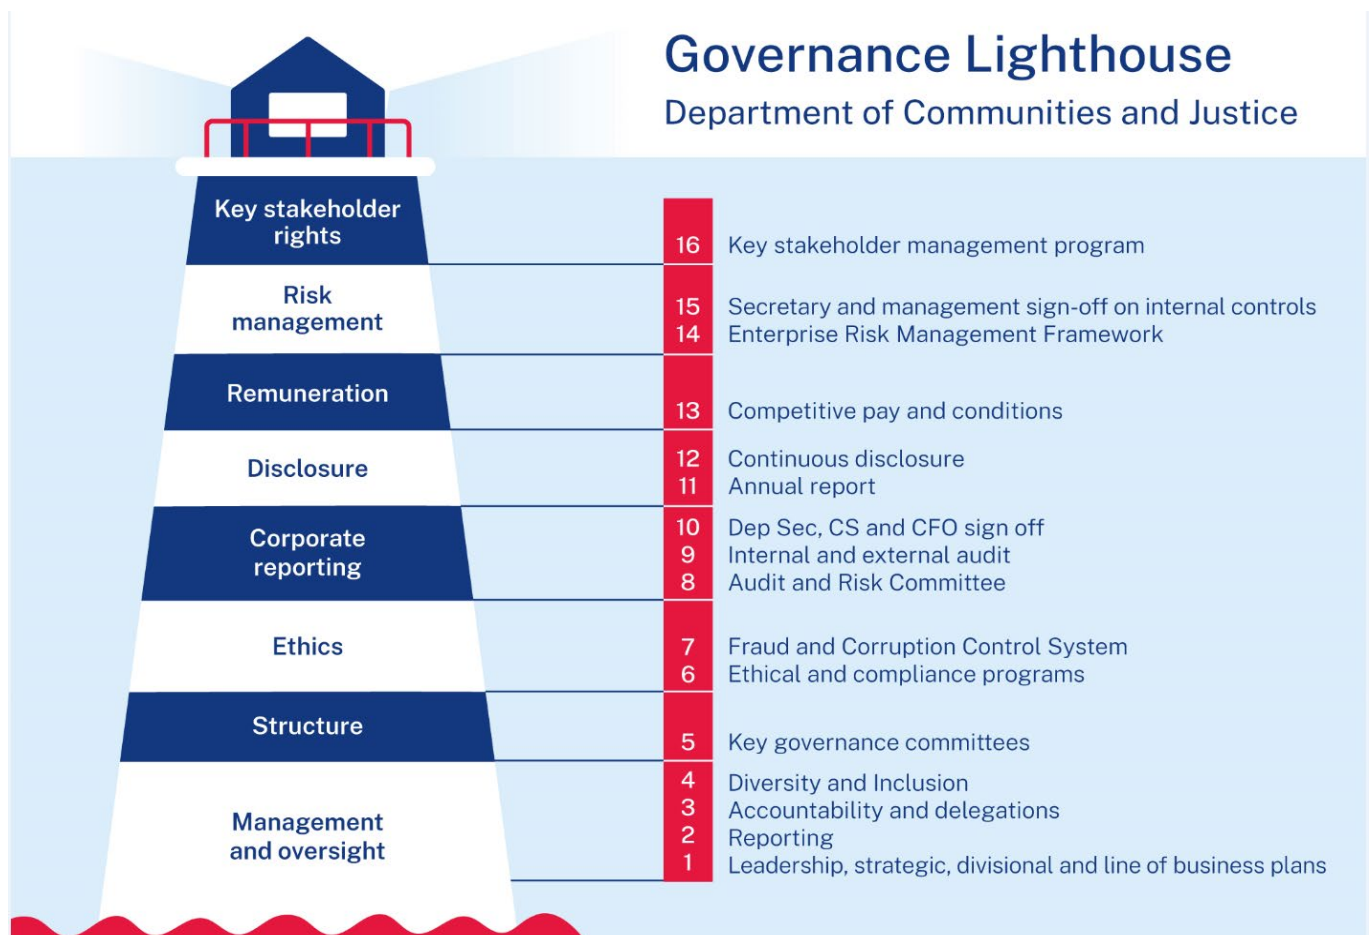 Governance Lighthouse
Department of Communities and Justice
Key stakeholder
rights
16 Key stakeholder management program
Risk
management
15 Secretary and management sign-off on internal controls
14 Enterprise Risk Management Framework
Remuneration
13 Competitive pay and conditions
Disclosure
12 Continuous disclosure
11 Annual report
Corporate
reporting
10 Dep Sec, CS and CFO sign off
9 Internal and external audit
8 Audit and Risk Committee
Ethics
7 Fraud and Corruption Control System
6 Ethical and compliance programs
Structure
5 Key governance committees
Management
and oversight
4 Diversity and Inclusion
3 Accountability and delegations
2 Reporting
1 Leadership, strategic, divisional and line of business plans